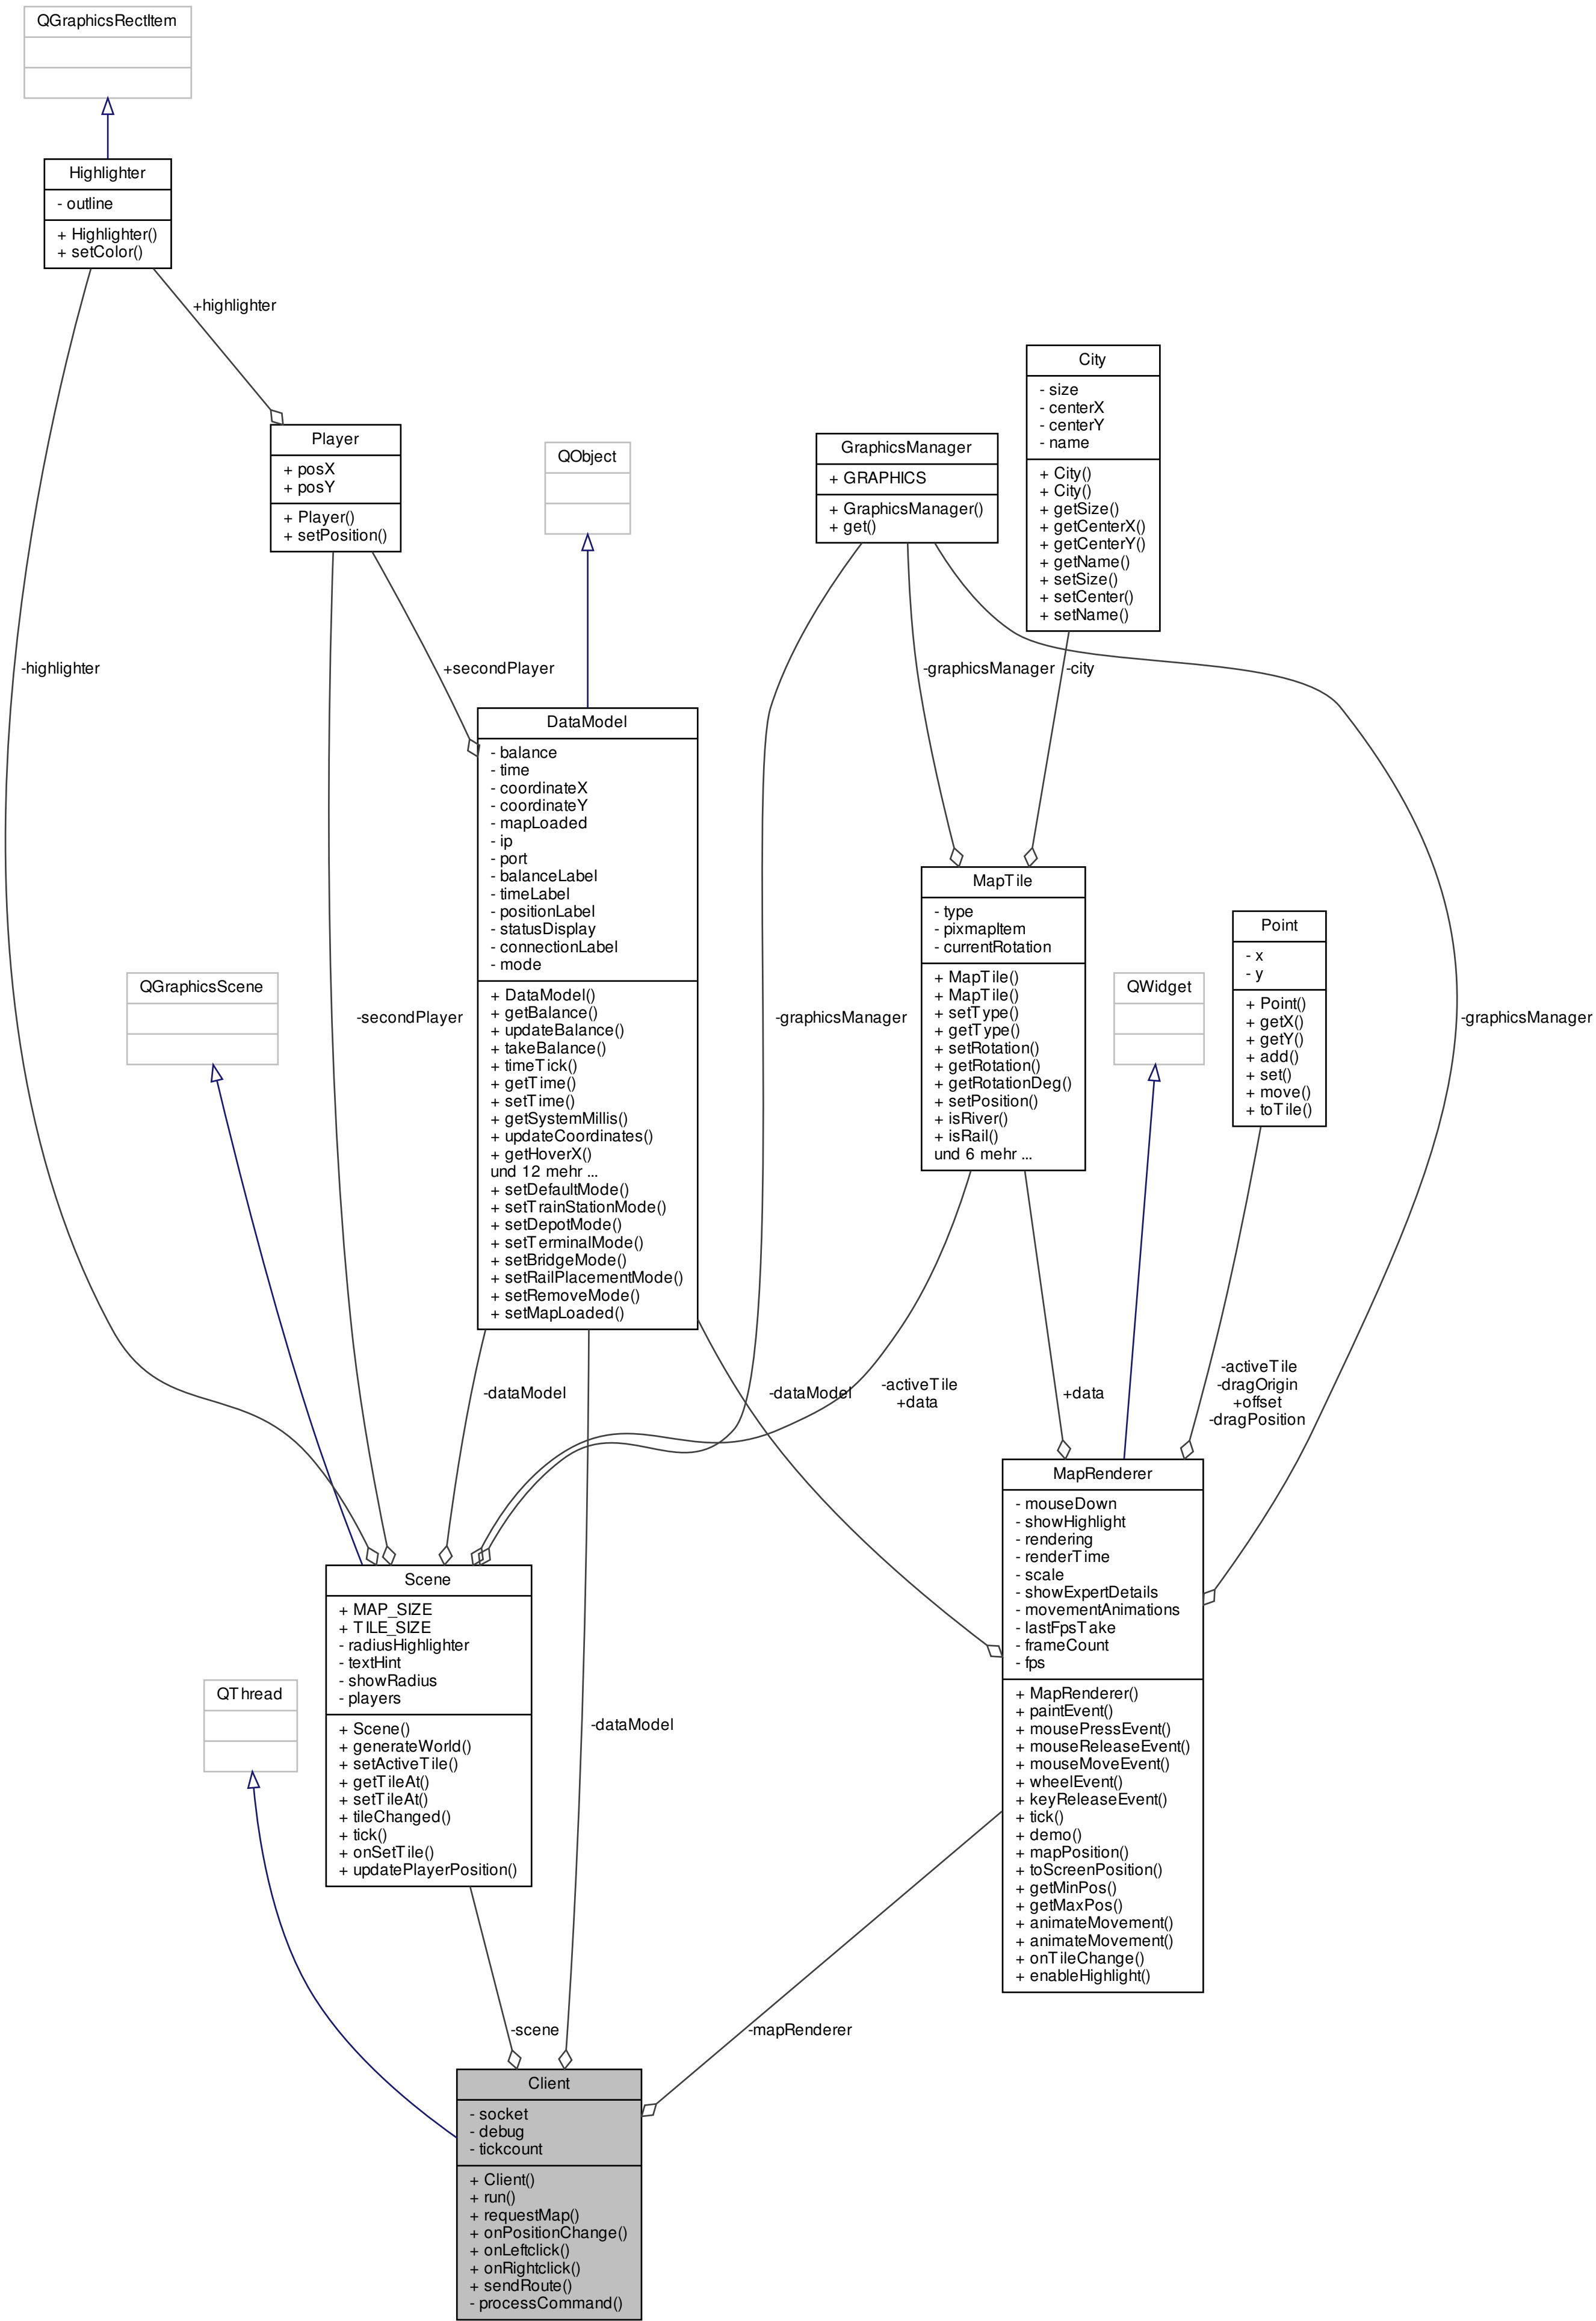 QGraphicsRectItem
Highlighter
- outline
+ Highlighter()
+ setColor()
+highlighter
City
- size
- centerX
- centerY
- name
+ City()
+ City()
+ getSize()
+ getCenterX()
+ getCenterY()
+ getName()
+ setSize()
+ setCenter()
+ setName()
Player
+ posX
+ posY
+ Player()
+ setPosition()
QObject
GraphicsManager
+ GRAPHICS
+ GraphicsManager()
+ get()
-highlighter
+secondPlayer
-graphicsManager
-city
DataModel
- balance
- time
- coordinateX
- coordinateY
- mapLoaded
- ip
- port
- balanceLabel
- timeLabel
- positionLabel
- statusDisplay
- connectionLabel
- mode
+ DataModel()
+ getBalance()
+ updateBalance()
+ takeBalance()
+ timeTick()
+ getTime()
+ setTime()
+ getSystemMillis()
+ updateCoordinates()
+ getHoverX()
und 12 mehr ...
+ setDefaultMode()
+ setTrainStationMode()
+ setDepotMode()
+ setTerminalMode()
+ setBridgeMode()
+ setRailPlacementMode()
+ setRemoveMode()
+ setMapLoaded()
MapTile
- type
- pixmapItem
- currentRotation
+ MapTile()
+ MapTile()
+ setType()
+ getType()
+ setRotation()
+ getRotation()
+ getRotationDeg()
+ setPosition()
+ isRiver()
+ isRail()
und 6 mehr ...
Point
- x
- y
+ Point()
+ getX()
+ getY()
+ add()
+ set()
+ move()
+ toTile()
QGraphicsScene
QWidget
-secondPlayer
-graphicsManager
-graphicsManager
-dataModel
-dataModel
-activeTile
+data
+data
-activeTile
-dragOrigin
+offset
-dragPosition
MapRenderer
- mouseDown
- showHighlight
- rendering
- renderTime
- scale
- showExpertDetails
- movementAnimations
- lastFpsTake
- frameCount
- fps
+ MapRenderer()
+ paintEvent()
+ mousePressEvent()
+ mouseReleaseEvent()
+ mouseMoveEvent()
+ wheelEvent()
+ keyReleaseEvent()
+ tick()
+ demo()
+ mapPosition()
+ toScreenPosition()
+ getMinPos()
+ getMaxPos()
+ animateMovement()
+ animateMovement()
+ onTileChange()
+ enableHighlight()
Scene
+ MAP_SIZE
+ TILE_SIZE
- radiusHighlighter
- textHint
- showRadius
- players
+ Scene()
+ generateWorld()
+ setActiveTile()
+ getTileAt()
+ setTileAt()
+ tileChanged()
+ tick()
+ onSetTile()
+ updatePlayerPosition()
QThread
-dataModel
-scene
-mapRenderer
Client
- socket
- debug
- tickcount
+ Client()
+ run()
+ requestMap()
+ onPositionChange()
+ onLeftclick()
+ onRightclick()
+ sendRoute()
- processCommand()